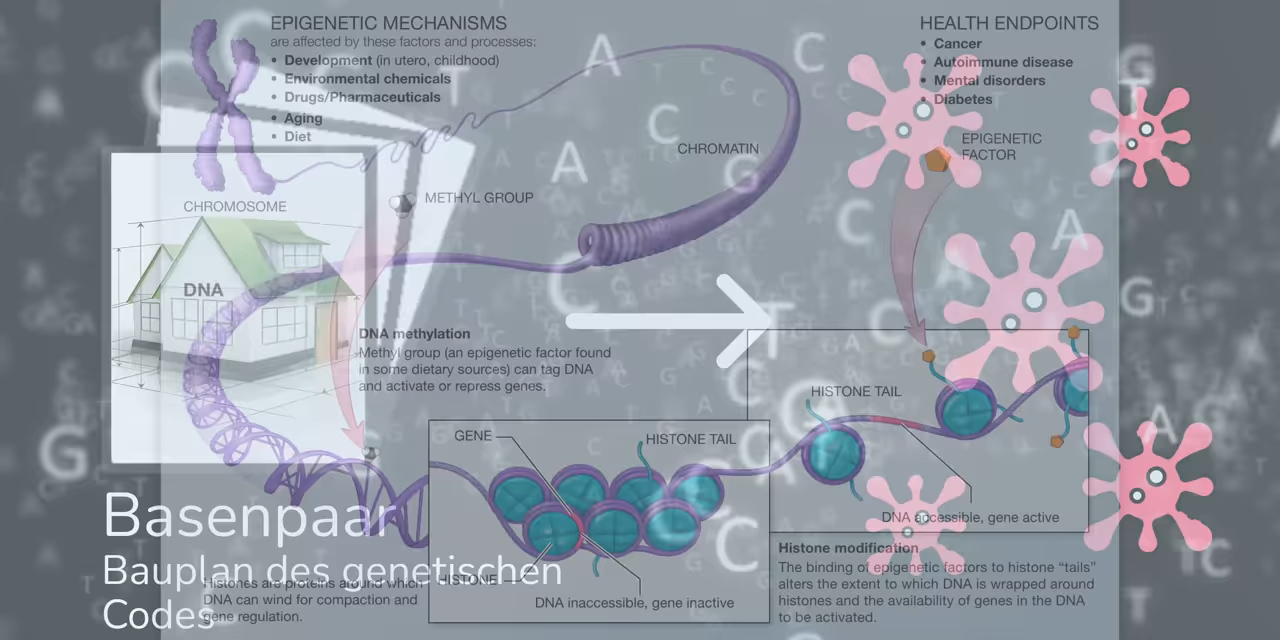 EPIGENETIC MECHANISMS
are affected by these factors and processes:
• Development (in utero, childhood)
• Environmental chemicals
• Drugs/Pharmaceuticals
• Aging
• Diet
HEALTH ENDPOINTS
• Cancer
• Autoimmune disease
• Mental disorders
• Diabetes
EPIGENETIC
FACTOR
CHROMATIN
METHYL GROUP
CHROMOSOME
DNA
DNA methylation
Methyl group (an epigenetic factor found
in some dietary sources) can tag DNA
and activate or repress genes.
HISTONE TAIL
GENE
HISTONE TAIL
DNA accessible, gene active
Histone modification
The binding of epigenetic factors to histone “tails”
alters the extent to which DNA is wrapped around
histones and the availability of genes in the DNA
to be activated.
HISTONE
DNA inaccessible, gene inactive
Histones are proteins around which
DNA can wind for compaction and
gene regulation.
Basenpaar
Bauplan des genetischen
Codes